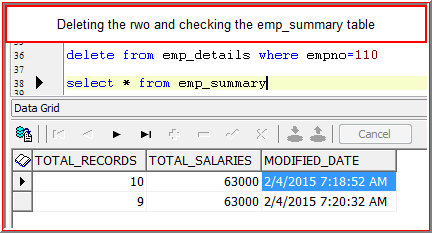 Deleting the rwo and checking the emp_summary table
35
36 delete from emp_details where empno=110
37
38 select * from emp_summary
39
Data Grid
Cancel
TOTAL_RECORDS TOTAL_SALARIES MODIFIED_DATE
10 63000 2/4/2015 7:18:52 AM
9 63000 2/4/2015 7:20:32 AM